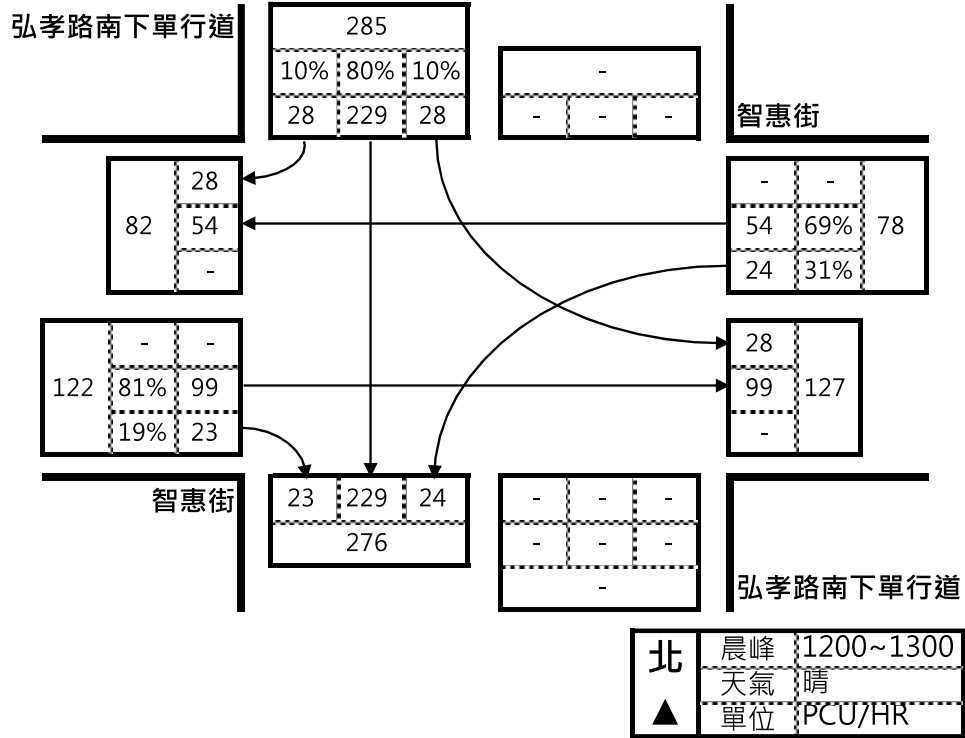 弘孝路南下單行道
285
10% 80% 10%
28 229 28
-
- - -
智惠街
82 28
54
-
- -
54 69% 78
24 31%
- -
122 81% 99
19% 23
28
99 127
-
智惠街
23 229 24
276
- - -
- - -
-
弘孝路南下單行道
北
▲
晨峰 1200~1300
天氣 晴
單位 PCU/HR